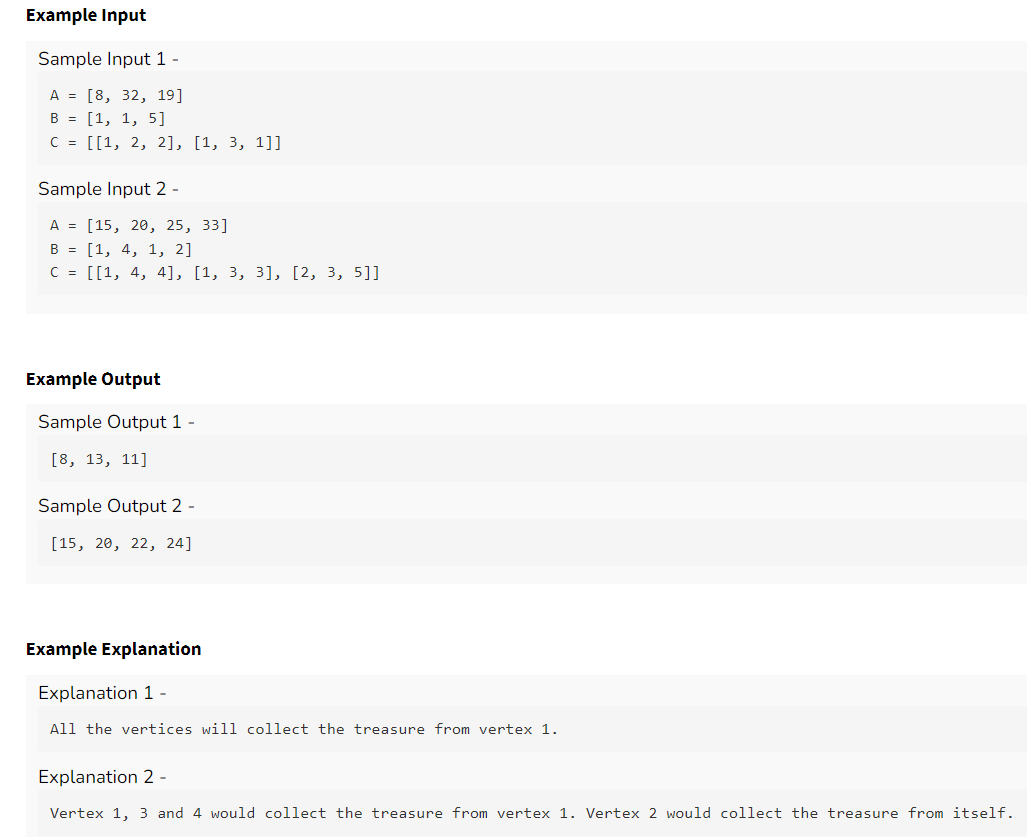 Example Input
Sample Input 1 -
A = [8, 32, 19]
B = [1, 1, 5]
C = [[1, 2, 2], [1, 3, 1]]
Sample Input 2 -
A = [15, 20, 25, 33]
B = [1, 4, 1, 2]
C = [[1, 4, 4], [1, 3, 3], [2, 3, 5]]
Example Output
Sample Output 1 -
[8, 13, 11]
Sample Output 2 -
[15, 20, 22, 24]
Example Explanation
Explanation 1 -
All the vertices will collect the treasure from vertex 1.
Explanation 2 -
Vertex 1, 3 and 4 would collect the treasure from vertex 1. Vertex 2 would collect the treasure from itself.